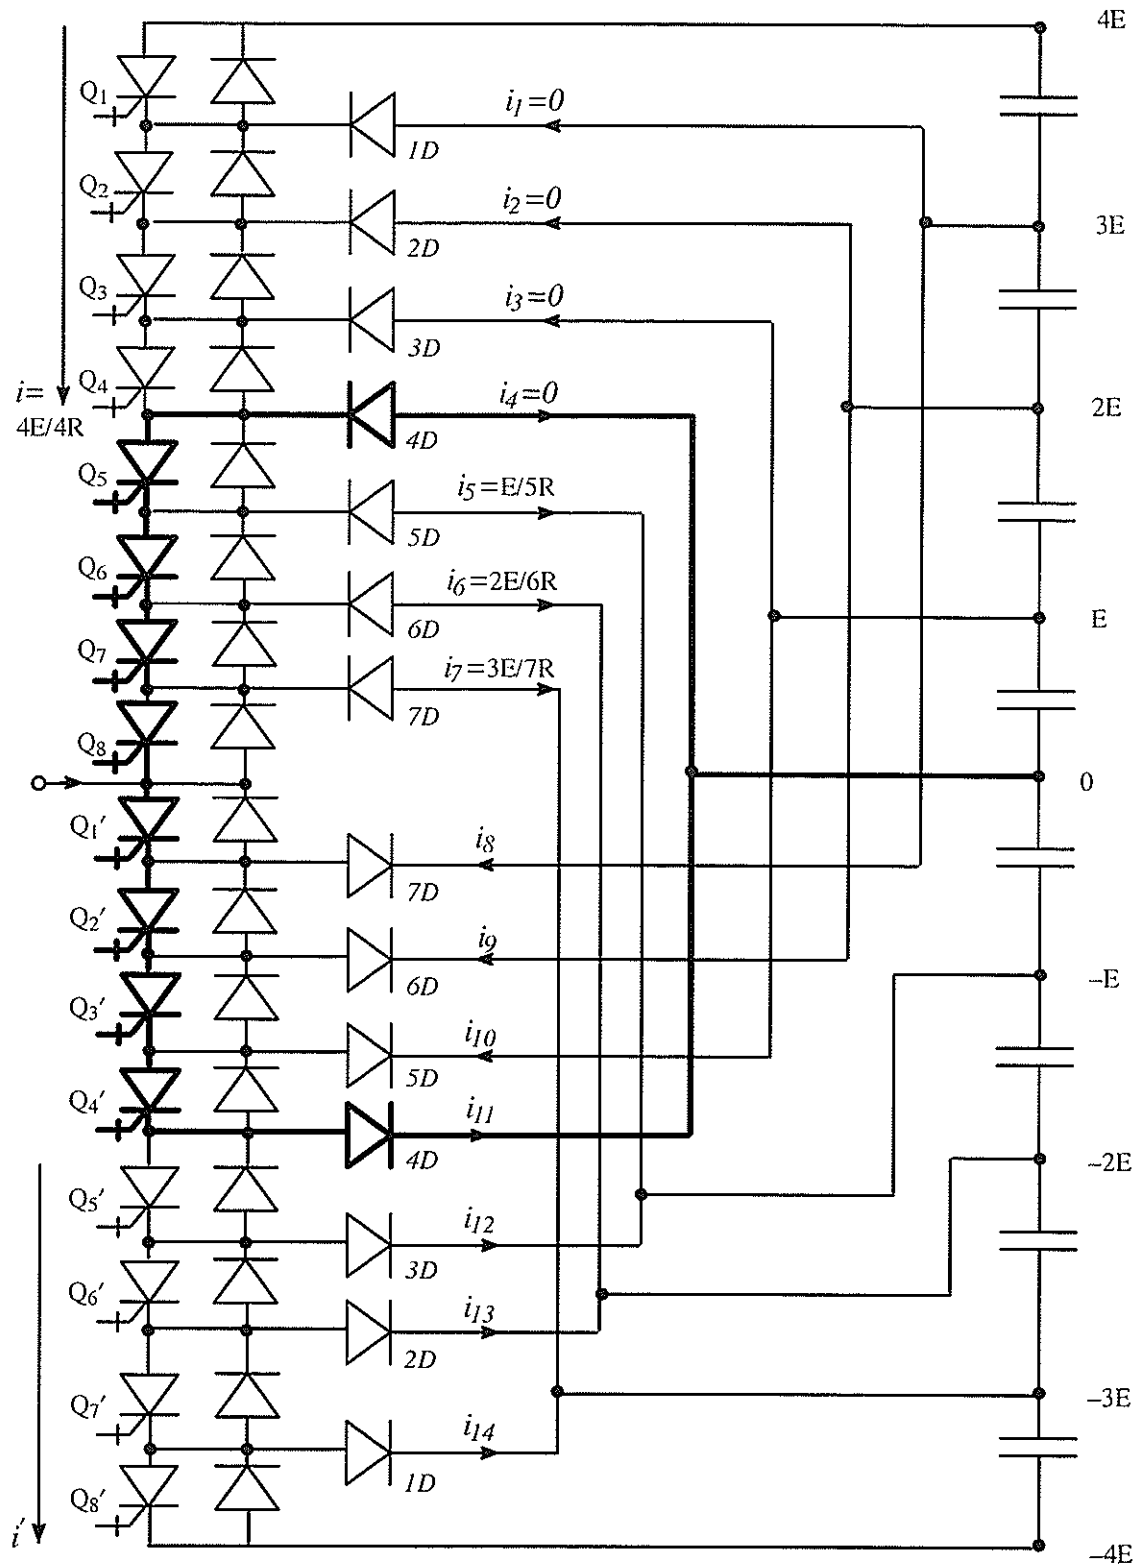 4E
Q1
i1=0
1D
Q2
i2=0
2D
3E
Q3
i3=0
3D
i=
4E/4R
Q4
i4=0
4D
2E
Q5
i5=E/5R
5D
Q6
i6=2E/6R
6D
E
Q7
i7=3E/7R
7D
Q8
0
Q1'
i8
7D
Q2'
i9
6D
–E
Q3'
i10
5D
Q4'
i11
4D
–2E
Q5'
i12
3D
Q6'
i13
2D
Q7'
–3E
i14
1D
Q8'
i'
–4E